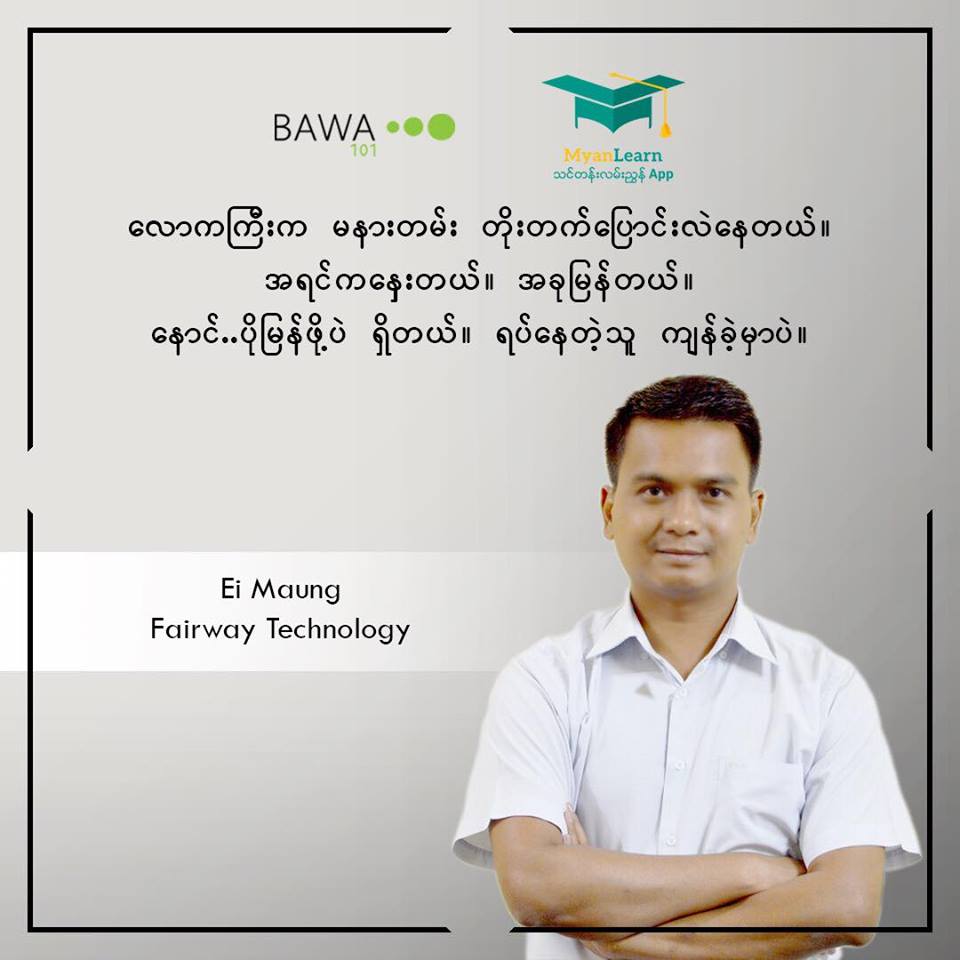 BAWA
101
MyanLearn
သင်တန်းလမ်းညွှန် App
လောကကြီးက မနားတမ်း တိုးတက်ပြောင်းလဲနေတယ်။
အရင်ကနှေးတယ်။ အခုမြန်တယ်။
နောင်..ပိုမြန်ဖို့ပဲ ရှိတယ်။ ရပ်နေတဲ့သူ ကျန်ခဲ့မှာပဲ။
Ei Maung
Fairway Technology